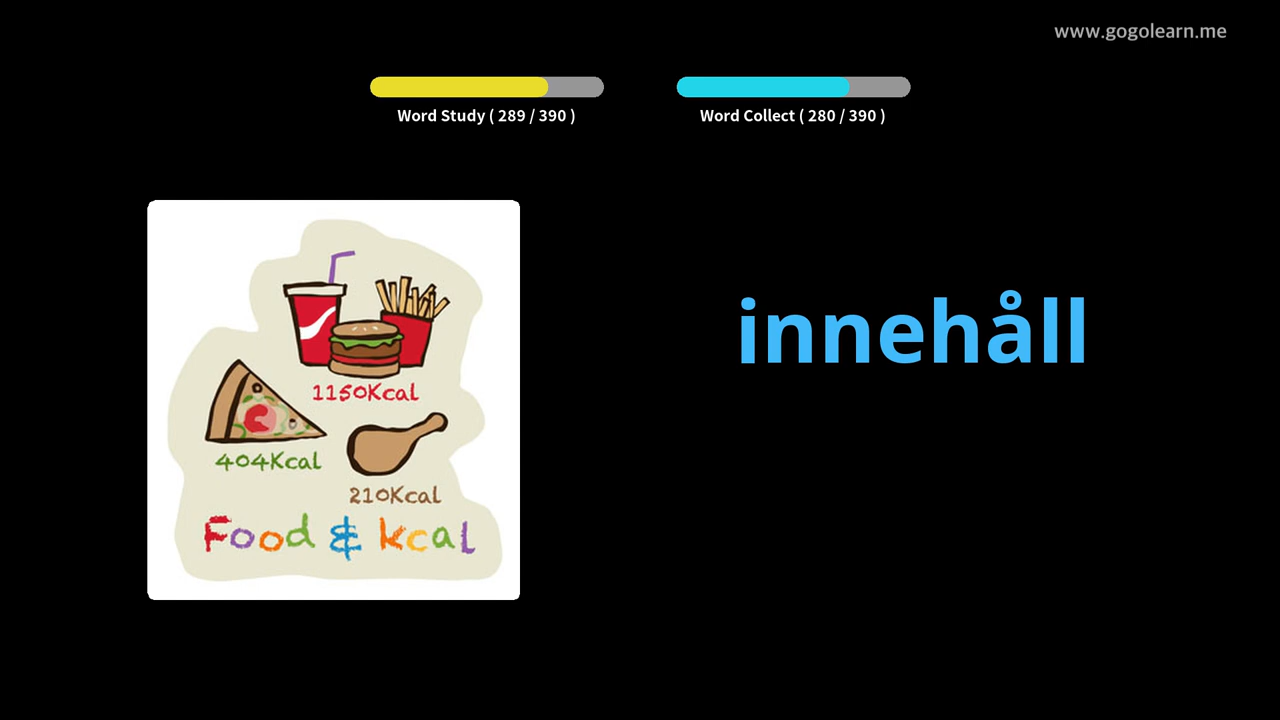 www.gogolearn.me
Word Study ( 289 / 390 )
Word Collect ( 280 / 390 )
innehåll
1150Kcal
404Kcal
210Kcal
Food & kcal